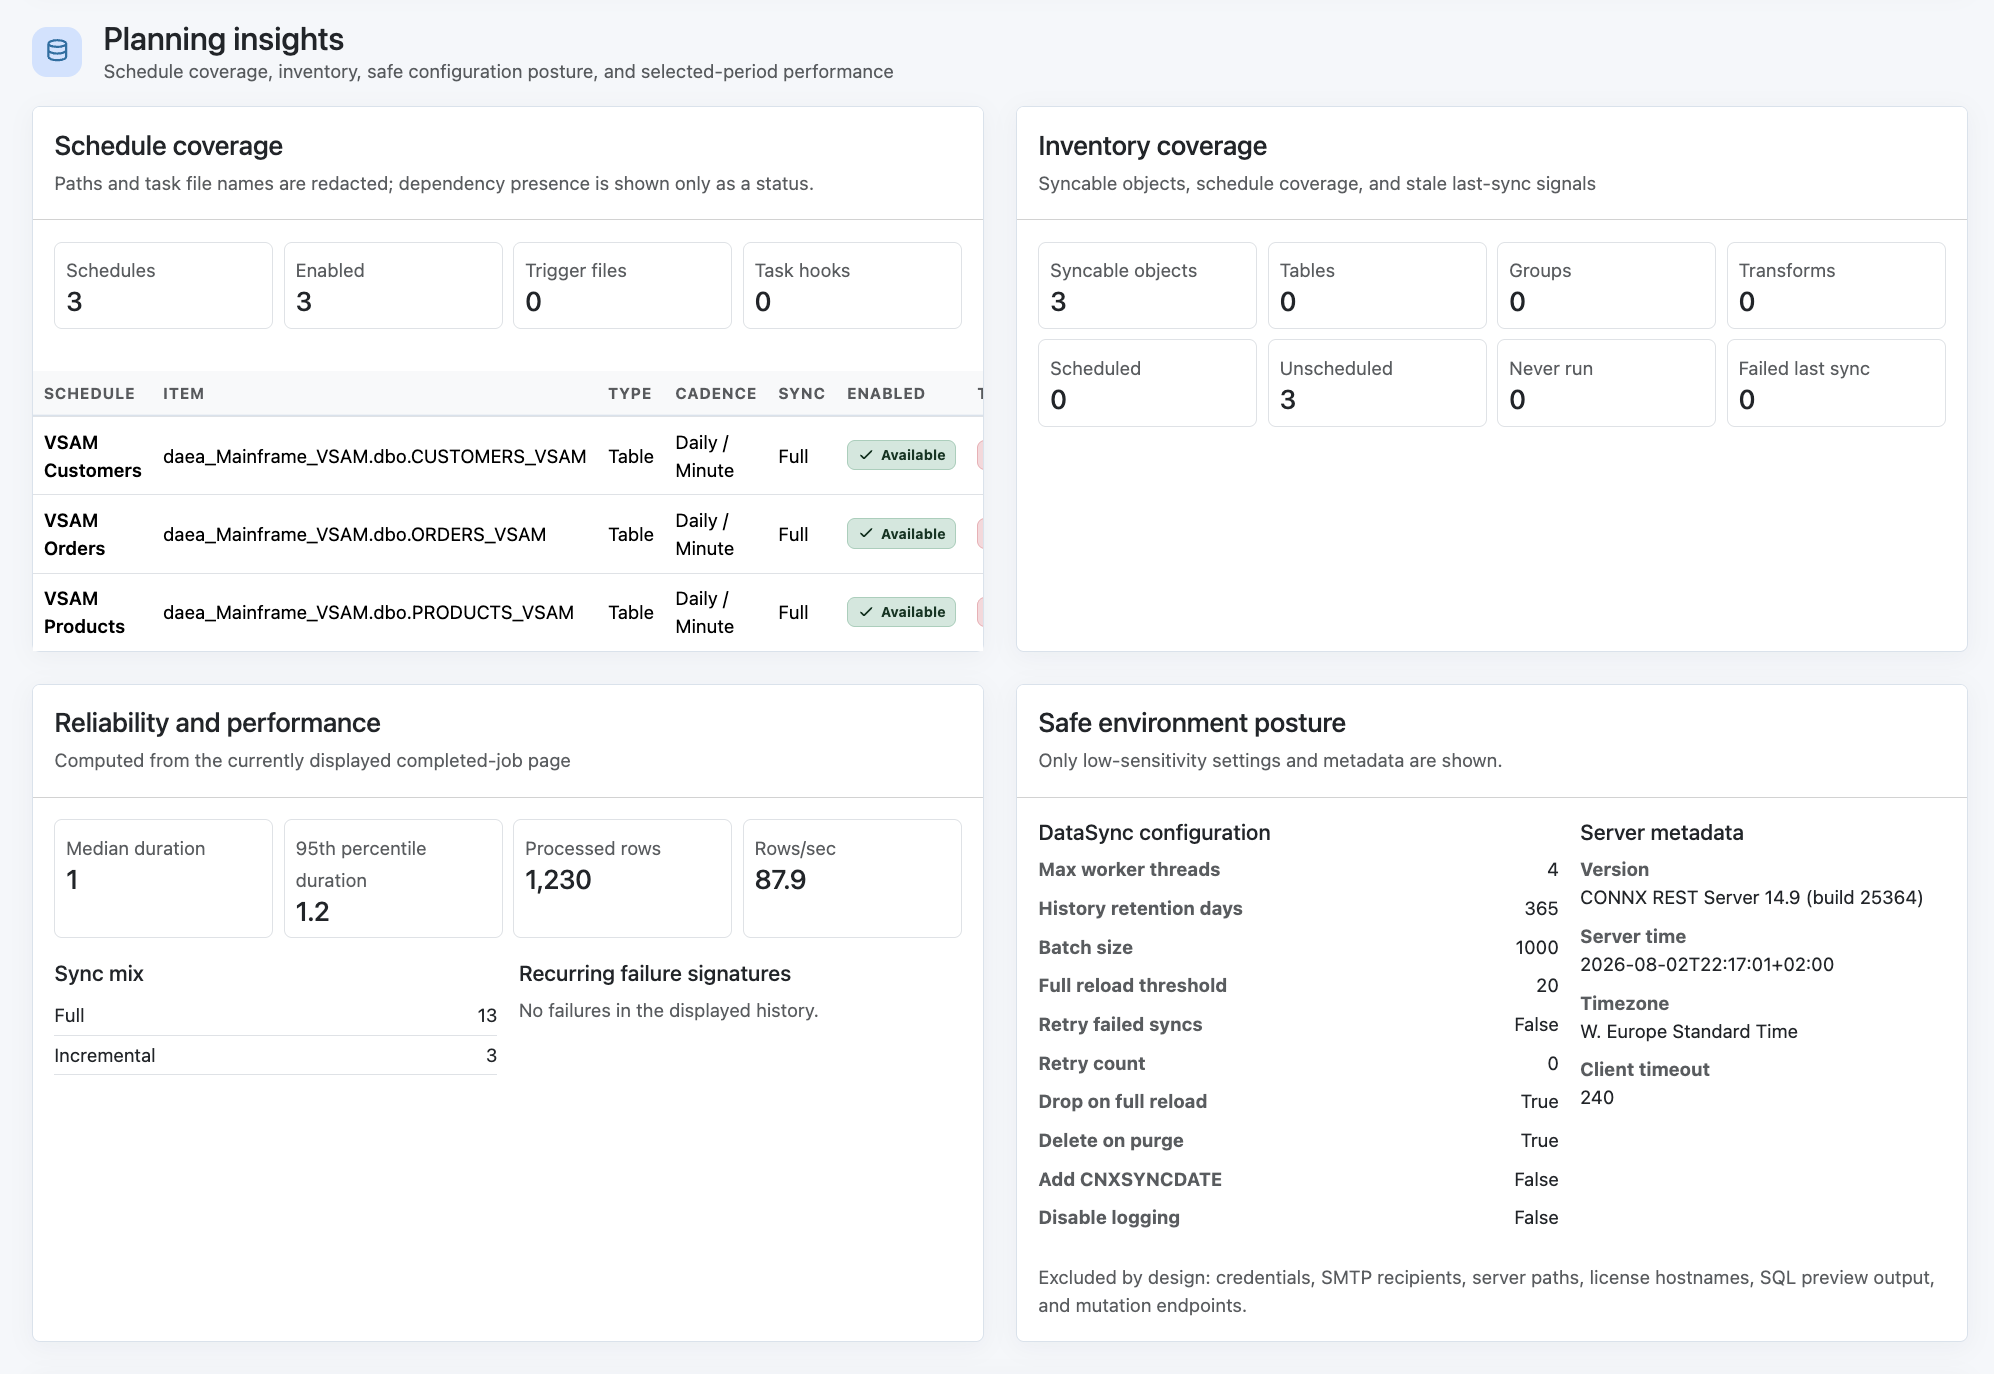 Planning insights
Schedule coverage, inventory, safe configuration posture, and selected-period performance
Schedule coverage
Paths and task file names are redacted; dependency presence is shown only as a status.
Schedules
3
Enabled
3
Trigger files
0
Task hooks
0
SCHEDULE ITEM TYPE CADENCE SYNC ENABLED
VSAM Customers daea_Mainframe_VSAM.dbo.CUSTOMERS_VSAM Table Daily / Minute Full Available
VSAM Orders daea_Mainframe_VSAM.dbo.ORDERS_VSAM Table Daily / Minute Full Available
VSAM Products daea_Mainframe_VSAM.dbo.PRODUCTS_VSAM Table Daily / Minute Full Available
Inventory coverage
Syncable objects, schedule coverage, and stale last-sync signals
Syncable objects
3
Tables
0
Groups
0
Transforms
0
Scheduled
0
Unscheduled
3
Never run
0
Failed last sync
0
Reliability and performance
Computed from the currently displayed completed-job page
Median duration
1
95th percentile
duration
1.2
Processed rows
1,230
Rows/sec
87.9
Sync mix
Full 13
Incremental 3
Recurring failure signatures
No failures in the displayed history.
Safe environment posture
Only low-sensitivity settings and metadata are shown.
DataSync configuration
Max worker threads 4
History retention days 365
Batch size 1000
Full reload threshold 20
Retry failed syncs False
Retry count 0
Drop on full reload True
Delete on purge True
Add CNXSYNCDATE False
Disable logging False
Server metadata
Version
CONNX REST Server 14.9 (build 25364)
Server time
2026-08-02T22:17:01+02:00
Timezone
W. Europe Standard Time
Client timeout
240
Excluded by design: credentials, SMTP recipients, server paths, license hostnames, SQL preview output,
and mutation endpoints.